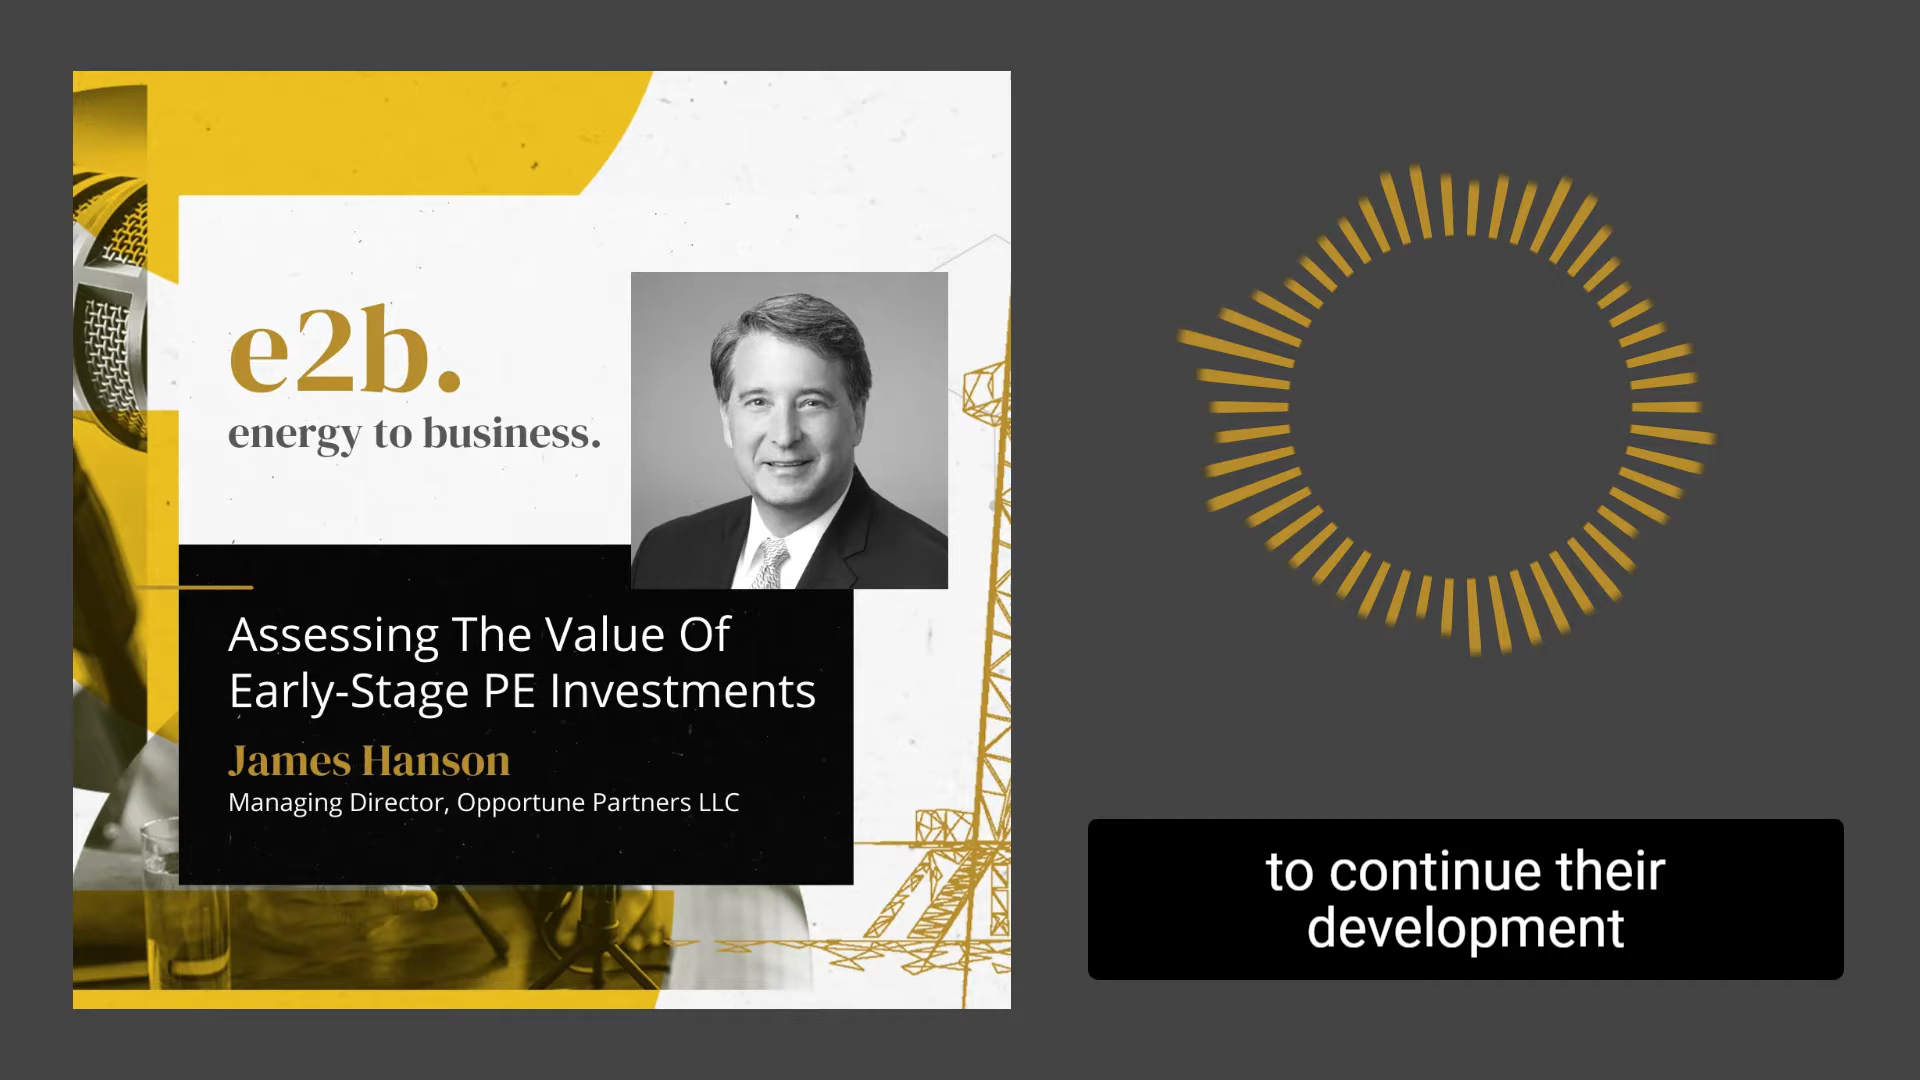 e2b.
energy to business.
Assessing The Value Of
Early-Stage PE Investments
James Hanson
Managing Director, Opportune Partners LLC
to continue their
development